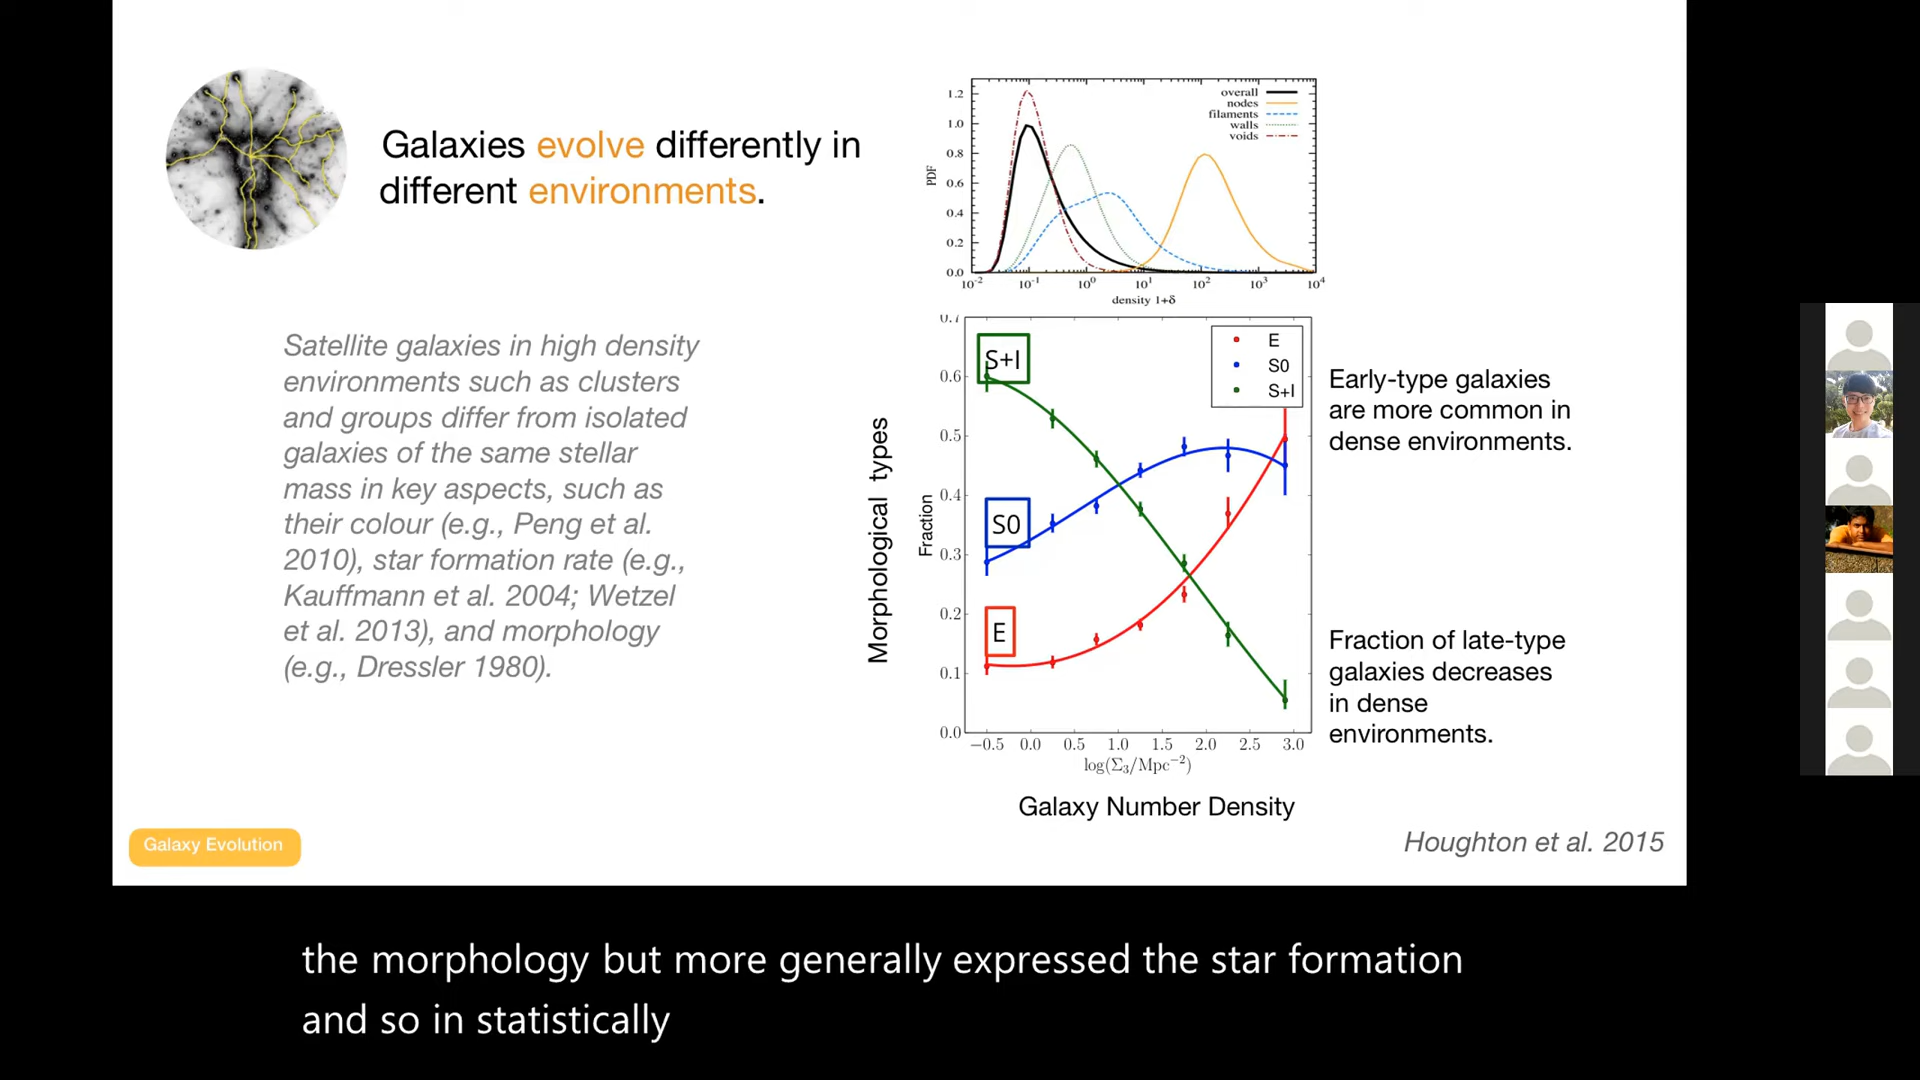 Galaxies evolve differently in
different environments.
Satellite galaxies in high density
environments such as clusters
and groups differ from isolated
galaxies of the same stellar
mass in key aspects, such as
their colour (e.g., Peng et al.
2010), star formation rate (e.g.,
Kauffmann et al. 2004; Wetzel
et al. 2013), and morphology
(e.g., Dressler 1980).
overall
nodes
filaments
walls
voids
PDF
1.2
1.0
0.8
0.6
0.4
0.2
0.0
10⁻² 10⁻¹ 10⁰ 10¹ 10² 10³ 10⁴
density 1+δ
Morphological types
Fraction
0.7
0.6
0.5
0.4
0.3
0.2
0.1
0.0
S+I
S0
E
E
S0
S+I
−0.5 0.0 0.5 1.0 1.5 2.0 2.5 3.0
log(Σ₃/Mpc⁻²)
Galaxy Number Density
Early-type galaxies
are more common in
dense environments.
Fraction of late-type
galaxies decreases
in dense
environments.
Galaxy Evolution
Houghton et al. 2015
the morphology but more generally expressed the star formation
and so in statistically